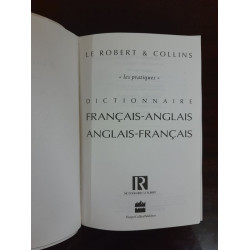 LE ROBERT & COLLINS
« les pratiques »
DICTIONNAIRE
FRANÇAIS-ANGLAIS
ANGLAIS-FRANÇAIS
R